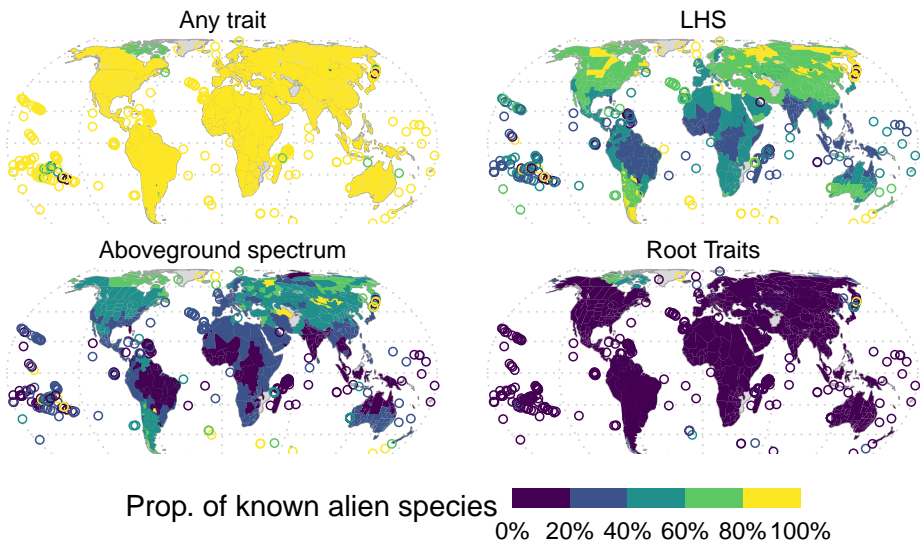 Any trait
LHS
Aboveground spectrum
Root Traits
Prop. of known alien species
0% 20% 40% 60% 80% 100%